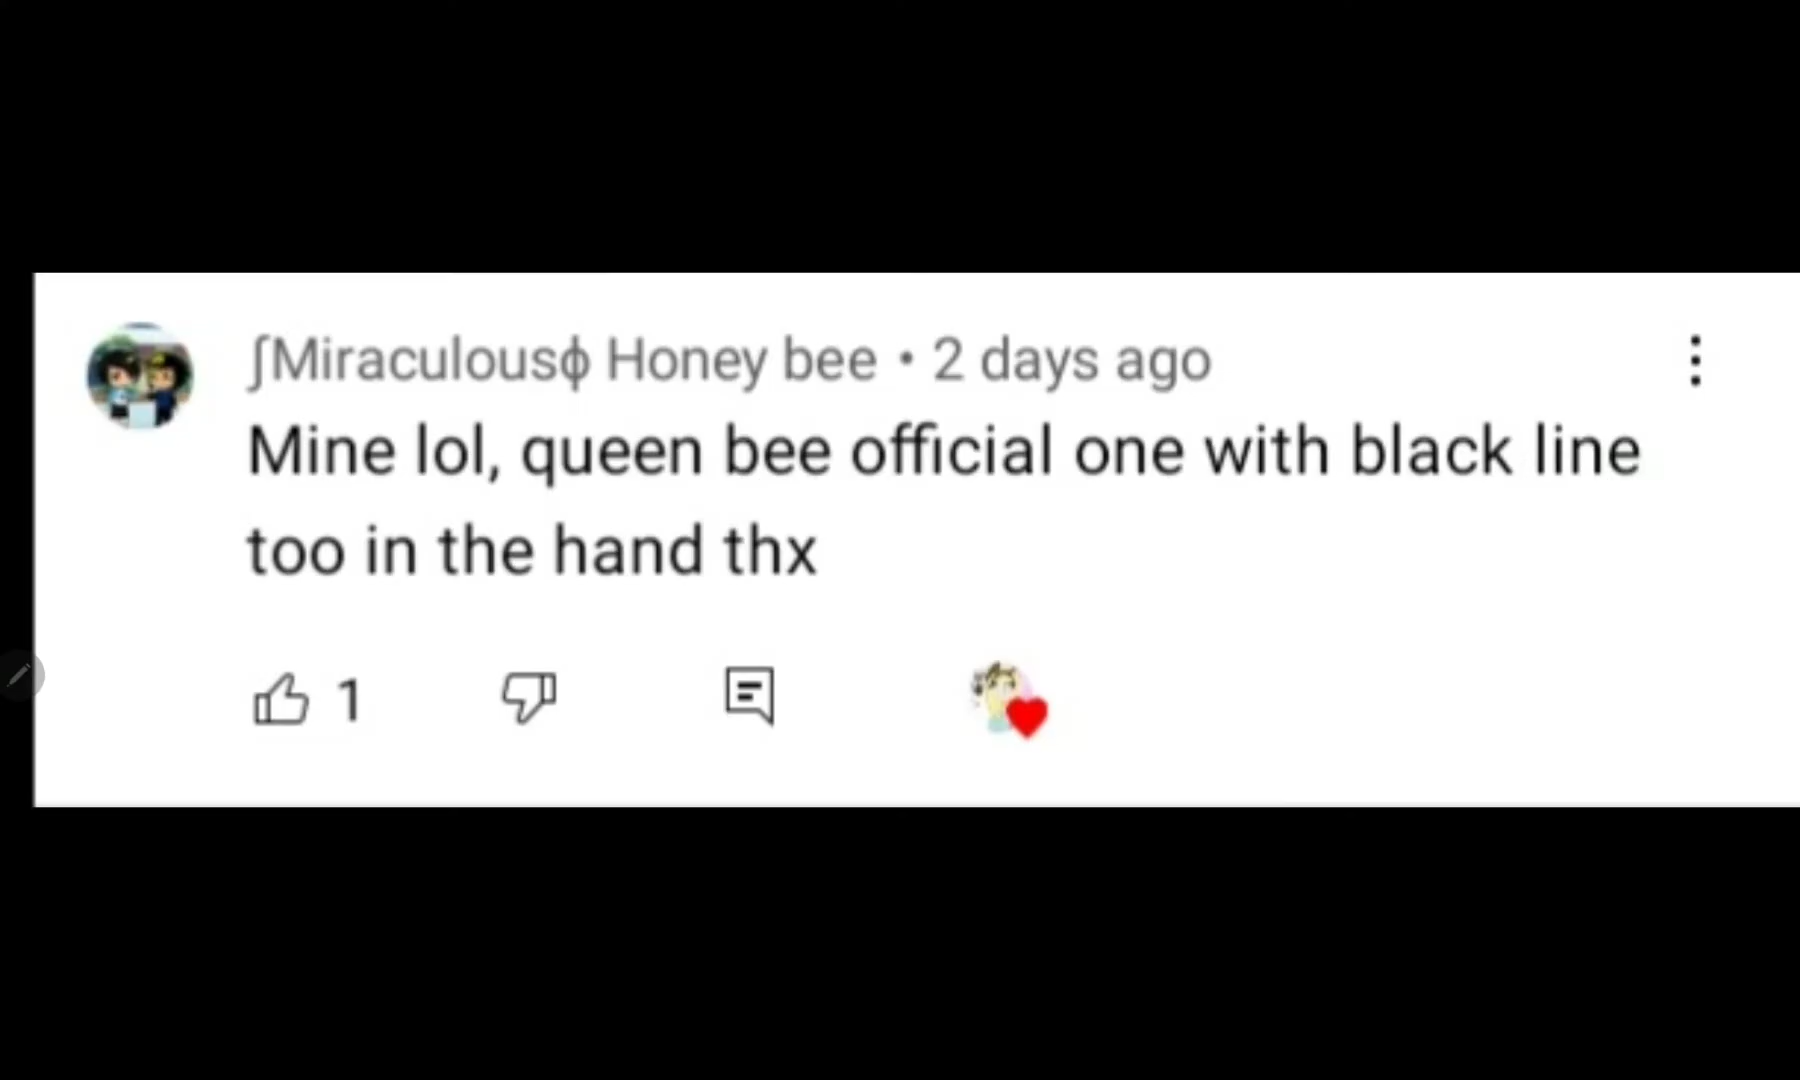 ∫Miraculousϕ Honey bee • 2 days ago
Mine lol, queen bee official one with black line
too in the hand thx
1